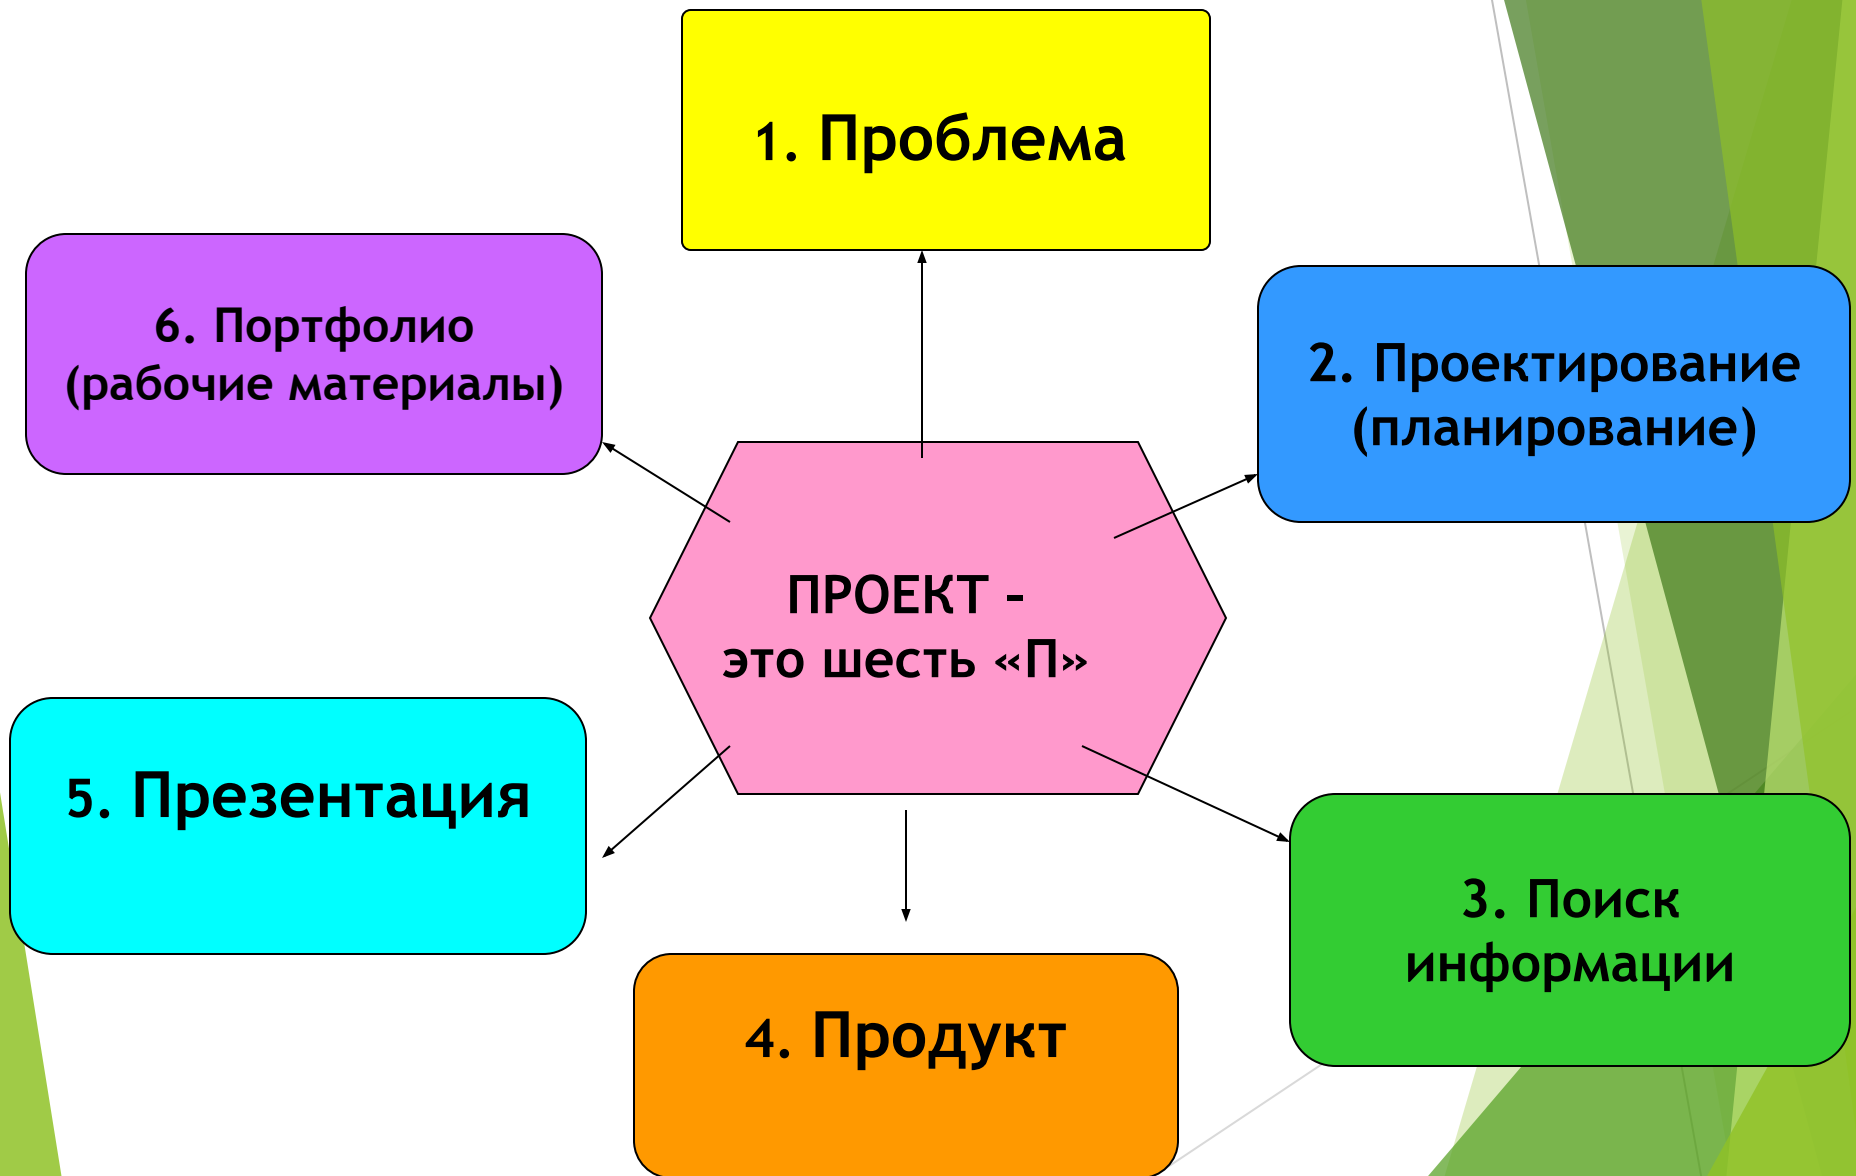 1. Проблема
6. Портфолио
(рабочие материалы)
2. Проектирование
(планирование)
ПРОЕКТ –
это шесть «П»
5. Презентация
3. Поиск
информации
4. Продукт